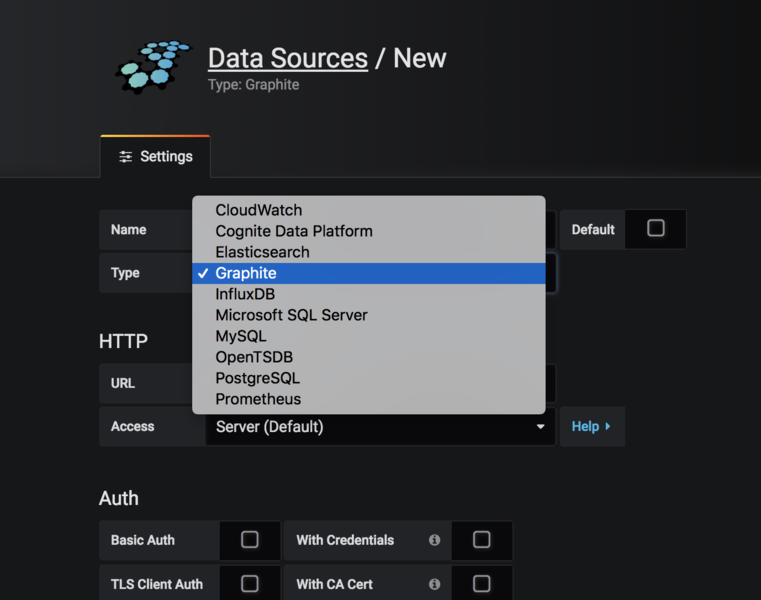 Data Sources / New
Type: Graphite
Settings
Name
Default
Type
CloudWatch
Cognite Data Platform
Elasticsearch
✓ Graphite
InfluxDB
Microsoft SQL Server
MySQL
OpenTSDB
PostgreSQL
Prometheus
HTTP
URL
Access Server (Default) Help
Auth
Basic Auth With Credentials
TLS Client Auth With CA Cert